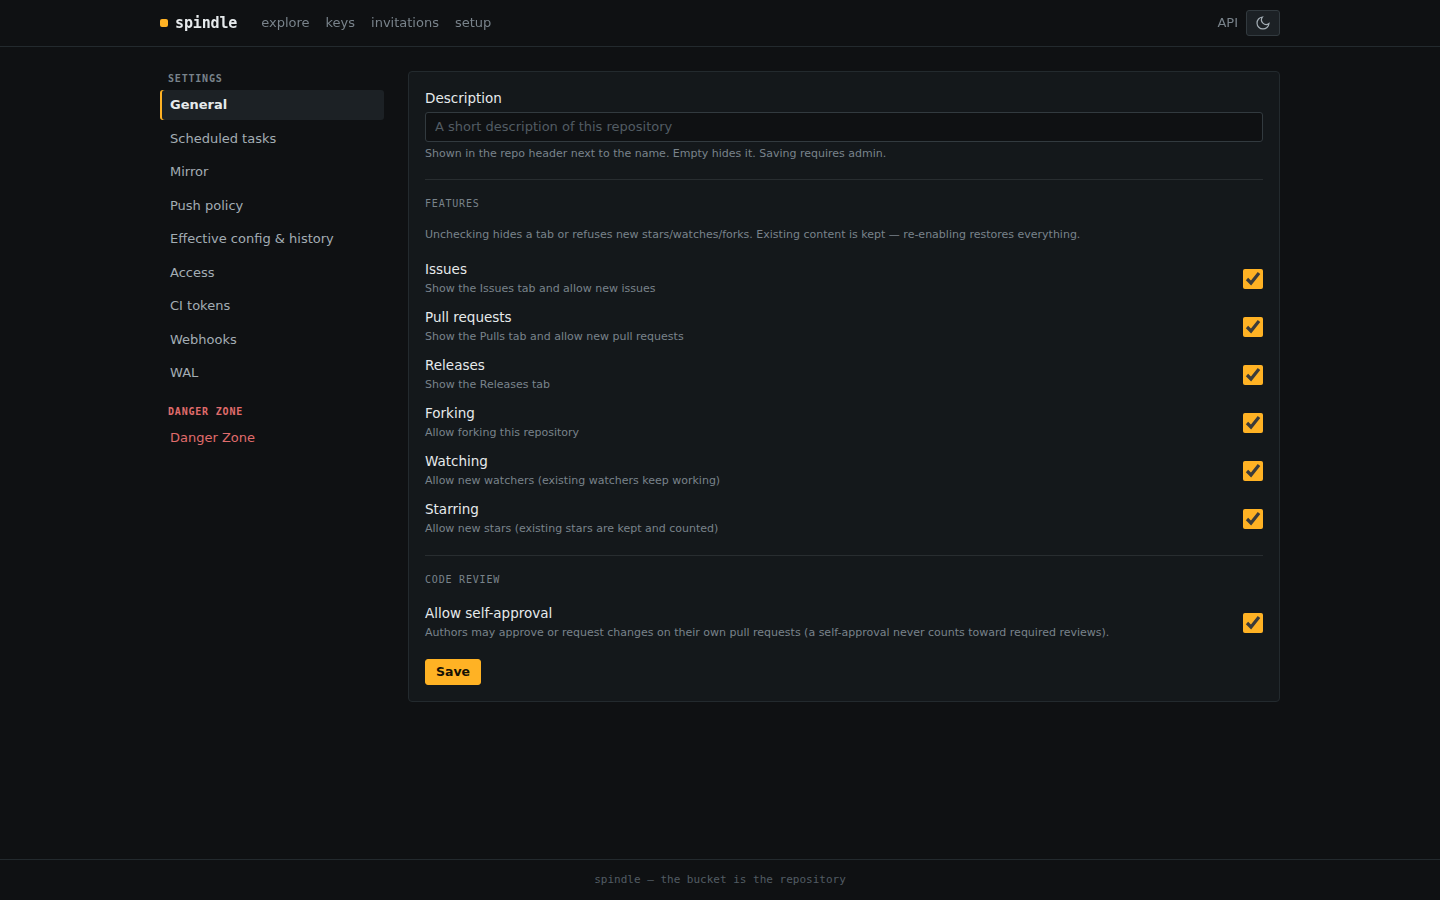 spindle
explore
keys
invitations
setup
API
SETTINGS
General
Scheduled tasks
Mirror
Push policy
Effective config & history
Access
CI tokens
Webhooks
WAL
DANGER ZONE
Danger Zone
Description
A short description of this repository
Shown in the repo header next to the name. Empty hides it. Saving requires admin.
FEATURES
Unchecking hides a tab or refuses new stars/watches/forks. Existing content is kept — re-enabling restores everything.
Issues
Show the Issues tab and allow new issues
Pull requests
Show the Pulls tab and allow new pull requests
Releases
Show the Releases tab
Forking
Allow forking this repository
Watching
Allow new watchers (existing watchers keep working)
Starring
Allow new stars (existing stars are kept and counted)
CODE REVIEW
Allow self-approval
Authors may approve or request changes on their own pull requests (a self-approval never counts toward required reviews).
Save
spindle — the bucket is the repository